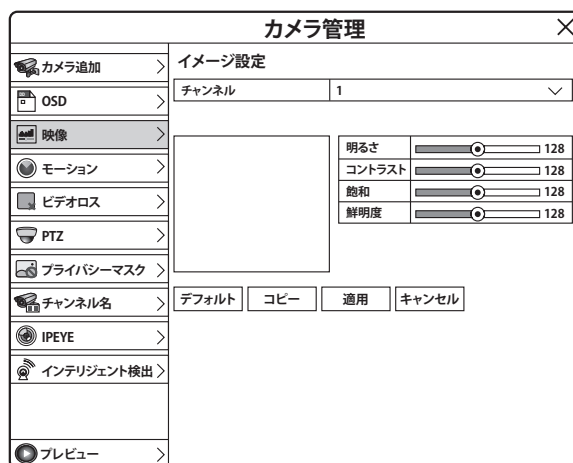 カメラ管理
カメラ追加
OSD
映像
モーション
ビデオロス
PTZ
プライバシーマスク
チャンネル名
IPEYE
インテリジェント検出
プレビュー
イメージ設定
チャンネル 1
明るさ 128
コントラスト 128
飽和 128
鮮明度 128
デフォルト コピー 適用 キャンセル